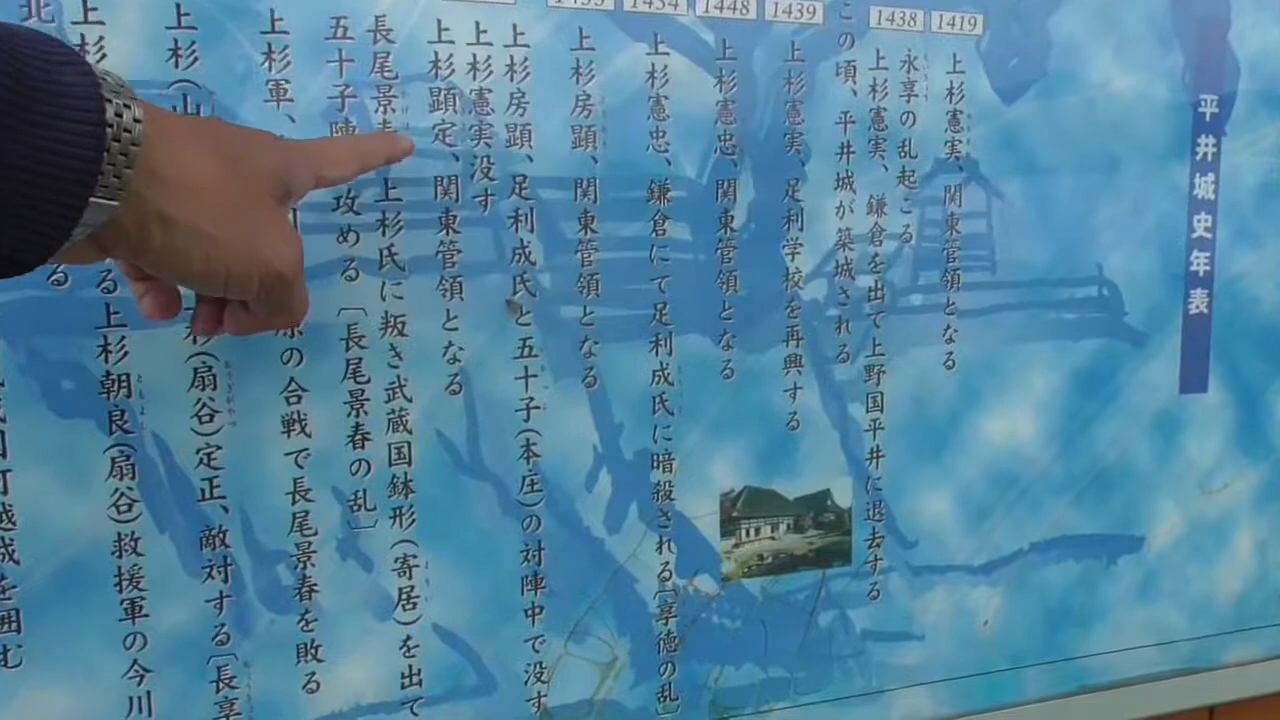 平井城史年表
1419
上杉憲実、関東管領となる
1438
永享の乱起こる
上杉憲実、鎌倉を出て上野国平井に退去する
この頃、平井城が築城される
1439
上杉憲実、足利学校を再興する
1448
上杉憲忠、関東管領となる
1454
上杉憲忠、鎌倉にて足利成氏に暗殺される〔享徳の乱〕
上杉房顕、関東管領となる
上杉房顕、足利成氏と五十子(本庄)の対陣中で没す
上杉憲実没す
上杉顕定、関東管領となる
長尾景春 上杉氏に叛き武蔵国鉢形(寄居)を出て
五十子陣 攻める〔長尾景春の乱〕
上杉軍、 の合戦で長尾景春を敗る
上杉(山 (扇谷)定正、敵対する〔長享
上杉 る上杉朝良(扇谷)救援軍の今川
北 る
城を囲む